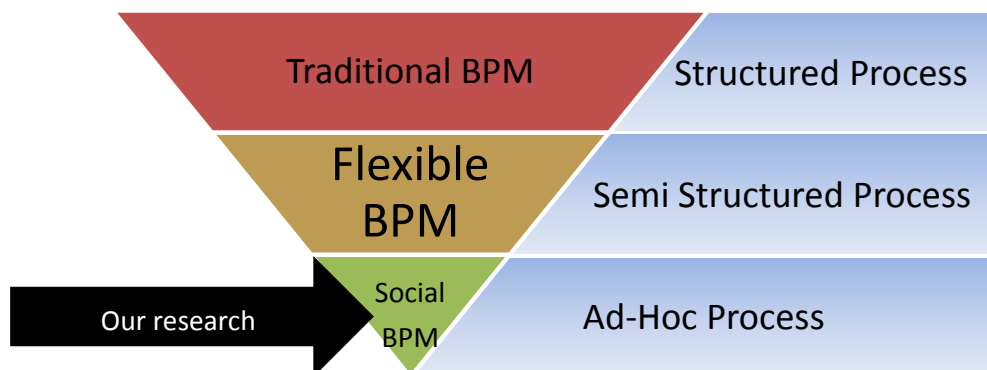 Traditional BPM
Structured Process
Flexible
BPM
Semi Structured Process
Our research
Social
BPM
Ad-Hoc Process